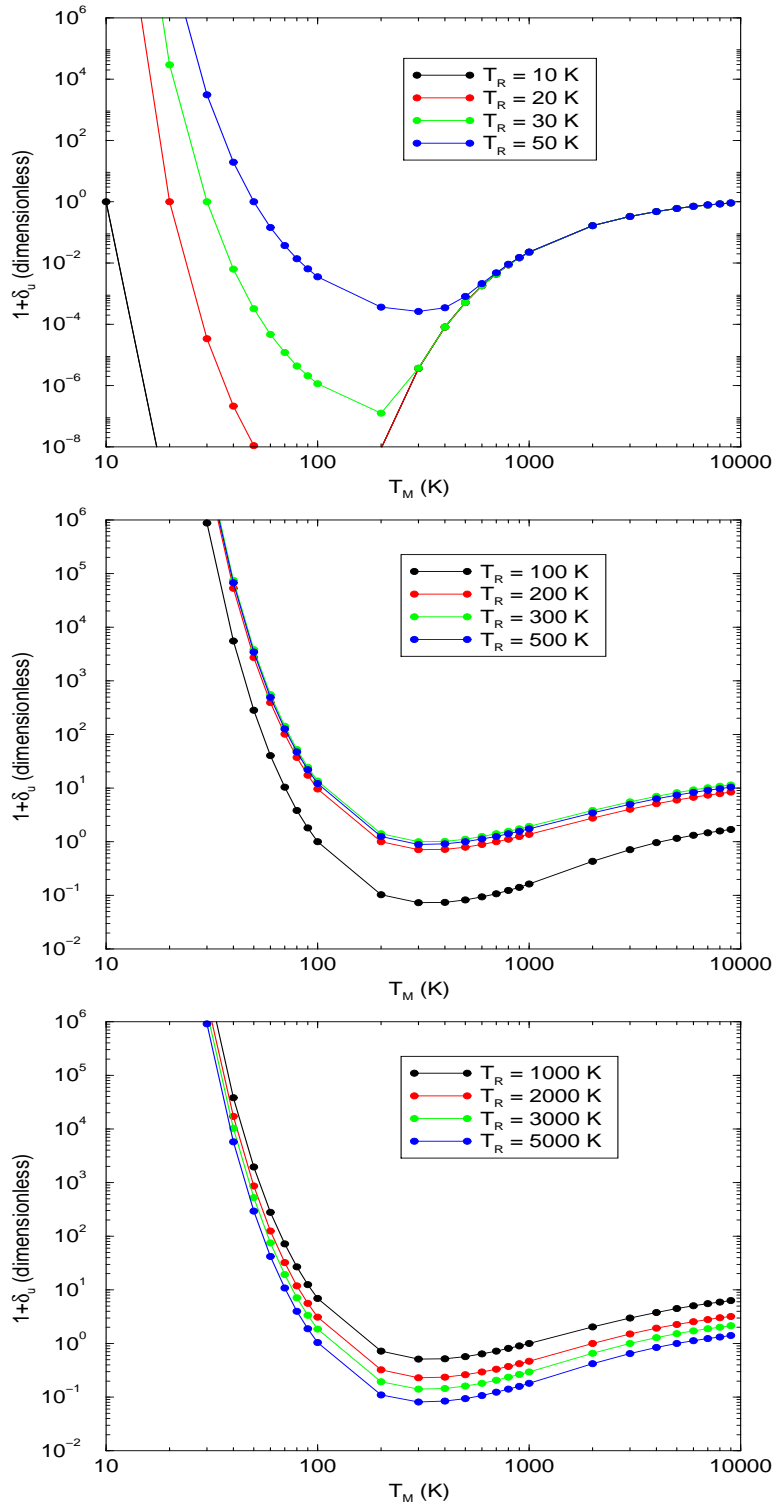 10^6
10^4
10^2
10^0
10^-2
10^-4
10^-6
10^-8
1+δ_u (dimensionless)
T_R = 10 K
T_R = 20 K
T_R = 30 K
T_R = 50 K
10 100 1000 10000
T_M (K)
10^6
10^5
10^4
10^3
10^2
10^1
10^0
10^-1
10^-2
1+δ_u (dimensionless)
T_R = 100 K
T_R = 200 K
T_R = 300 K
T_R = 500 K
10 100 1000 10000
T_M (K)
10^6
10^5
10^4
10^3
10^2
10^1
10^0
10^-1
10^-2
1+δ_u (dimensionless)
T_R = 1000 K
T_R = 2000 K
T_R = 3000 K
T_R = 5000 K
10 100 1000 10000
T_M (K)